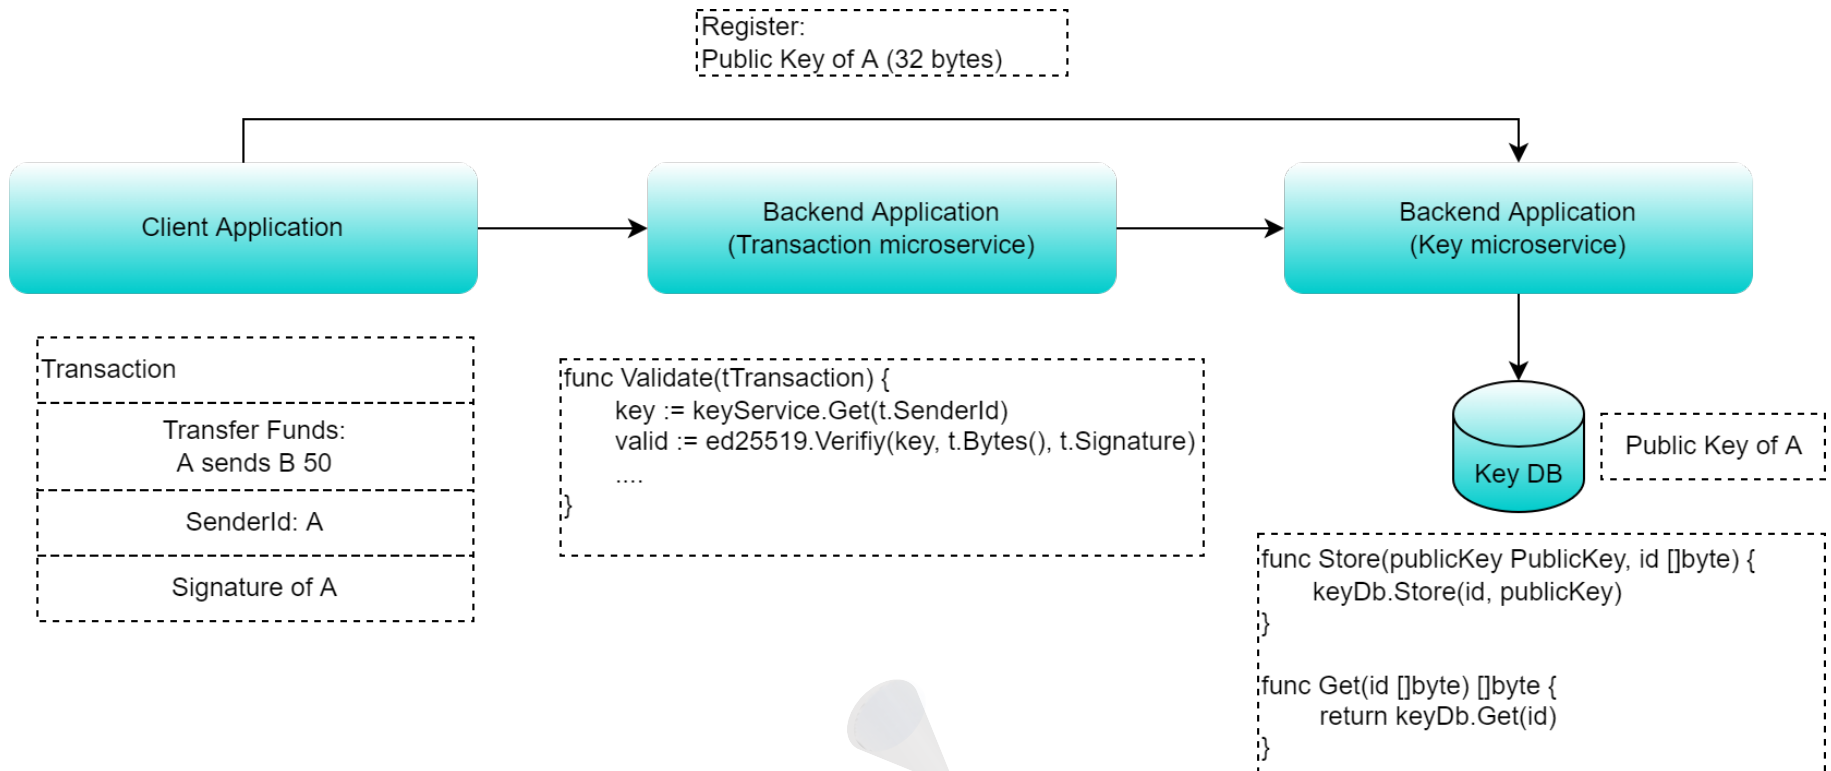 Register:
Public Key of A (32 bytes)
Client Application
Backend Application
(Transaction microservice)
Backend Application
(Key microservice)
Transaction
Transfer Funds:
A sends B 50
SenderId: A
Signature of A
func Validate(tTransaction) {
key := keyService.Get(t.SenderId)
valid := ed25519.Verifiy(key, t.Bytes(), t.Signature)
....
}
Key DB
Public Key of A
func Store(publicKey PublicKey, id []byte) {
keyDb.Store(id, publicKey)
}
func Get(id []byte) []byte {
return keyDb.Get(id)
}